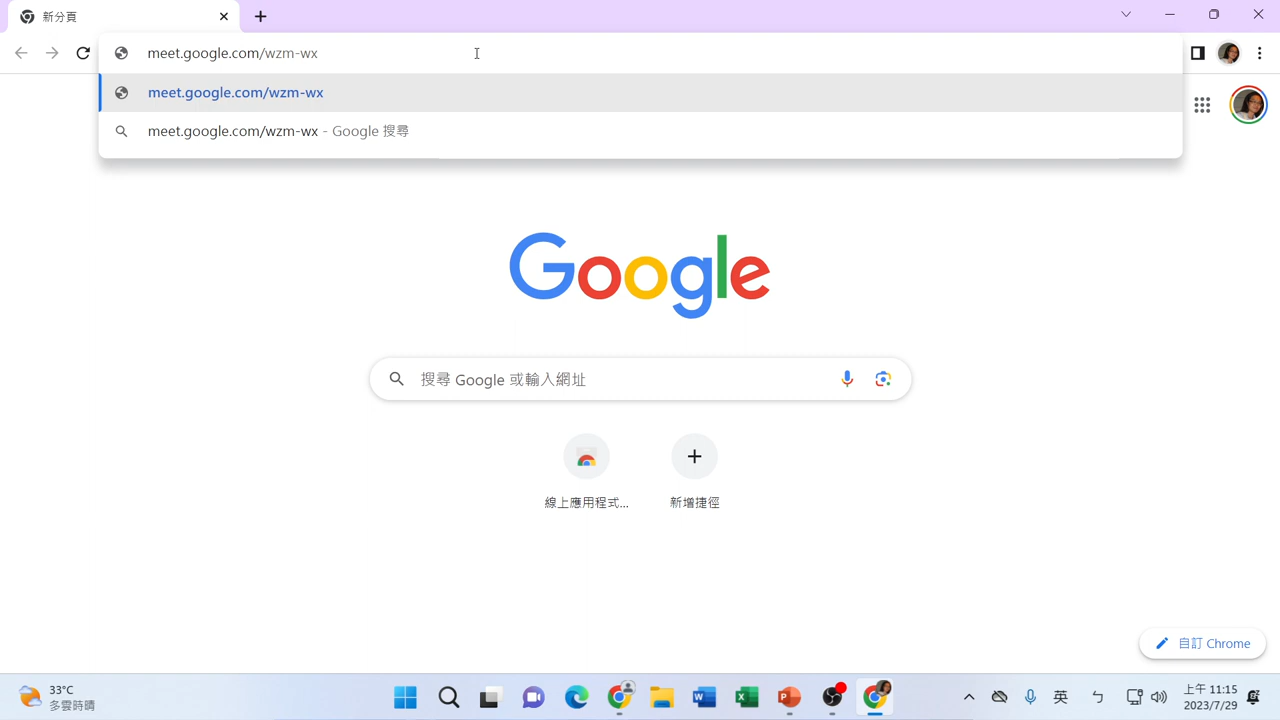 新分頁
meet.google.com/wzm-wx
meet.google.com/wzm-wx
meet.google.com/wzm-wx - Google 搜尋
Google
搜尋 Google 或輸入網址
線上應用程式...
新增捷徑
自訂 Chrome
33°C
多雲時晴
英
ㄅ
上午 11:15
2023/7/29